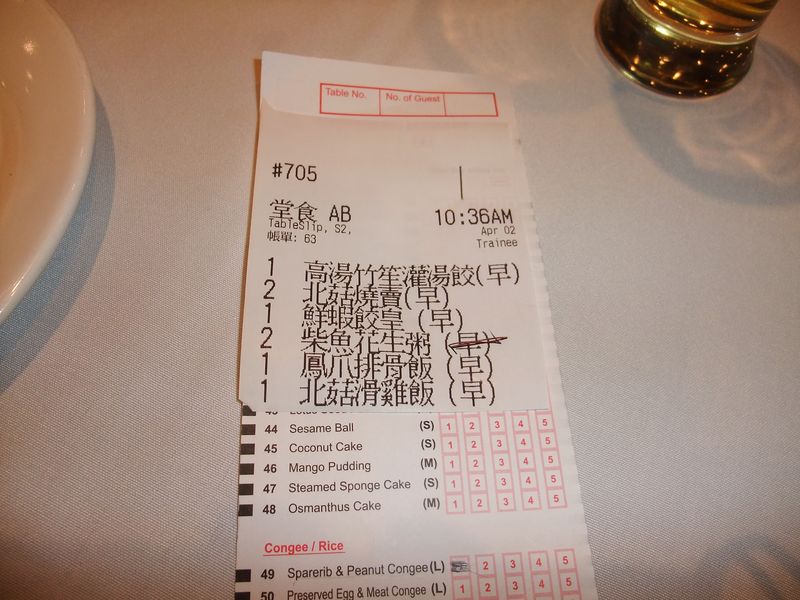 Table No. No. of Guest
#705
堂食 AB
10:36AM
TableSlip, S2,
Apr 02
帳單: 63
Trainee
1 高湯竹笙灌湯餃(早)
2 北菇燒賣(早)
1 鮮蝦餃皇 (早)
2 柴魚花生粥 (早)
1 鳳爪排骨飯 (早)
1 北菇滑雞飯 (早)
44 Sesame Ball (S) 1 2 3 4 5
45 Coconut Cake (S) 1 2 3 4 5
46 Mango Pudding (M) 1 2 3 4 5
47 Steamed Sponge Cake (S) 1 2 3 4 5
48 Osmanthus Cake (M) 1 2 3 4 5
Congee / Rice
49 Sparerib & Peanut Congee (L) 2 3 4 5
50 Preserved Egg & Meat Congee (L) 1 2 3 4 5